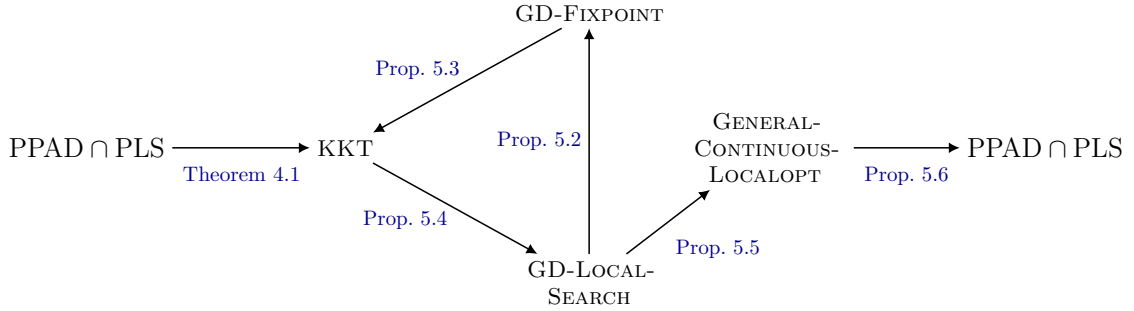 GD-FIXPOINT
Prop. 5.3
PPAD ∩ PLS
Theorem 4.1
KKT
Prop. 5.2
GENERAL-
CONTINUOUS-
LOCALOPT
Prop. 5.6
PPAD ∩ PLS
Prop. 5.4
Prop. 5.5
GD-LOCAL-
SEARCH